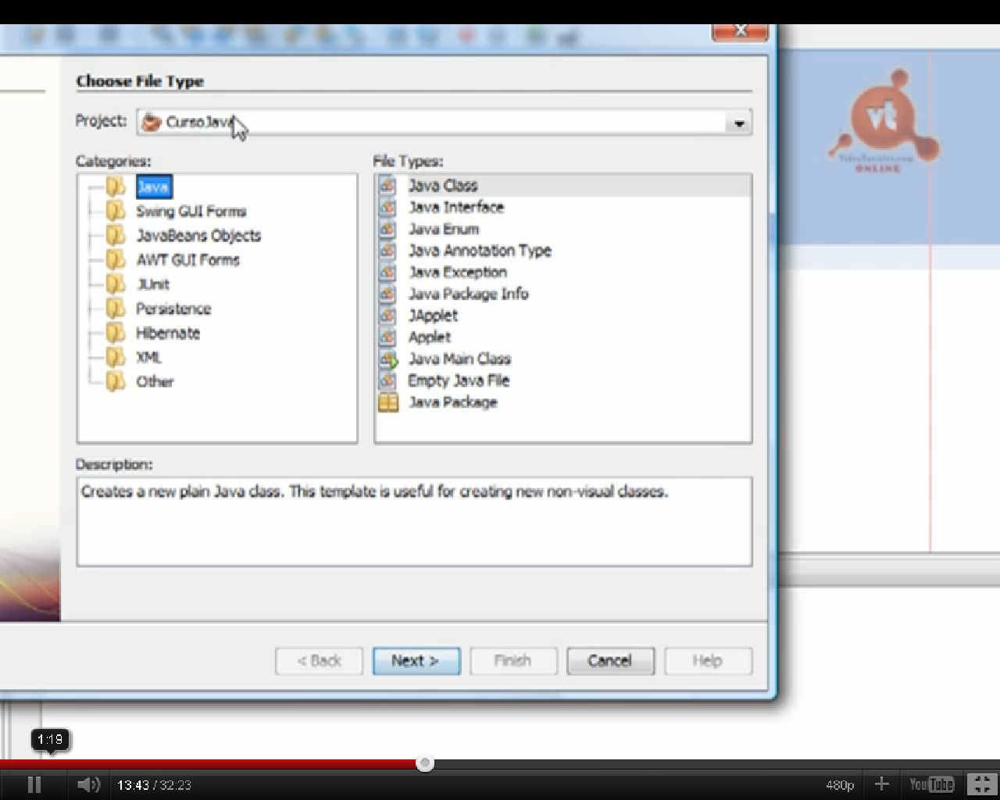 Choose File Type
Project: CursoJava
Categories:
File Types:
Java
Swing GUI Forms
JavaBeans Objects
AWT GUI Forms
JUnit
Persistence
Hibernate
XML
Other
Java Class
Java Interface
Java Enum
Java Annotation Type
Java Exception
Java Package Info
JApplet
Applet
Java Main Class
Empty Java File
Java Package
Description:
Creates a new plain Java class. This template is useful for creating new non-visual classes.
< Back
Next >
Finish
Cancel
Help
vt
ONLINE
1:19
13:43 / 32:23
480p
YouTube